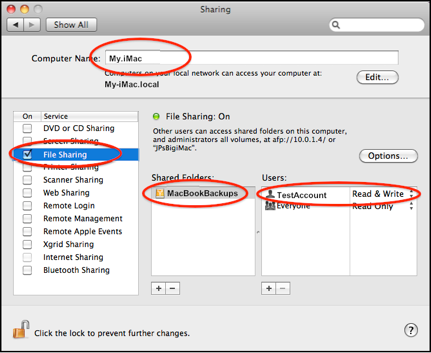 Sharing
Show All
Computer Name: My.iMac
Computers on your local network can access your computer at:
My-iMac.local
Edit...
On Service
DVD or CD Sharing
Screen Sharing
File Sharing
Printer Sharing
Scanner Sharing
Web Sharing
Remote Login
Remote Management
Remote Apple Events
Xgrid Sharing
Internet Sharing
Bluetooth Sharing
File Sharing: On
Other users can access shared folders on this computer,
and administrators all volumes, at afp://10.0.1.4/ or
"JPsBigiMac".
Options...
Shared Folders:
MacBookBackups
Users:
TestAccount Read & Write
Everyone Read Only
+ −
+ −
Click the lock to prevent further changes.
?